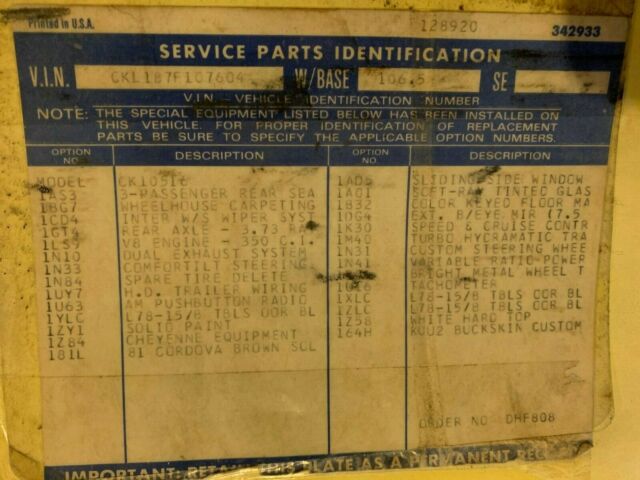 Printed in U.S.A.
128920
342933
SERVICE PARTS IDENTIFICATION
V.I.N. CKL187F107604 W/BASE 106.5 SE
V.I.N. - VEHICLE IDENTIFICATION NUMBER
NOTE: THE SPECIAL EQUIPMENT LISTED BELOW HAS BEEN INSTALLED ON
THIS VEHICLE. FOR PROPER IDENTIFICATION OF REPLACEMENT
PARTS BE SURE TO SPECIFY THE APPLICABLE OPTION NUMBERS.
OPTION NO. DESCRIPTION OPTION NO. DESCRIPTION
MODEL CK10516
1AS3 3-PASSENGER REAR SEA
1BG7 WHEELHOUSE CARPETING
1CD4 INTER W/S WIPER SYST
1GT4 REAR AXLE - 3.73 RA
1LS9 V8 ENGINE - 350 C.I.
1N10 DUAL EXHAUST SYSTEM
1N33 COMFORTILT STEERING
1N84 SPARE TIRE DELETE
1UY7 H.D. TRAILER WIRING
1U63 AM PUSHBUTTON RADIO
1YLC L78-15/B TBLS OOR BL
1ZY1 SOLID PAINT
1Z84 CHEYENNE EQUIPMENT
181L 81 CORDOVA BROWN SOL
1AD5 SLIDING SIDE WINDOW
1A01 SOFT-RAY TINTED GLAS
1B32 COLOR KEYED FLOOR MA
1DG4 EXT. B/EYE MIR (7.5
1K30 SPEED & CRUISE CONTR
1M40 TURBO HYDRAMATIC TRA
1N31 CUSTOM STEERING WHEE
1N41 VARIABLE RATIO-POWER
BRIGHT METAL WHEEL T
1U16 TACHOMETER
1XLC L78-15/B TBLS OOR BL
1ZLC L78-15/B TBLS OOR BL
1Z58 WHITE HARD TOP
164H KOU2 BUCKSKIN CUSTOM
ORDER NO DHF808
IMPORTANT: RETAIN THIS PLATE AS A PERMANENT REC